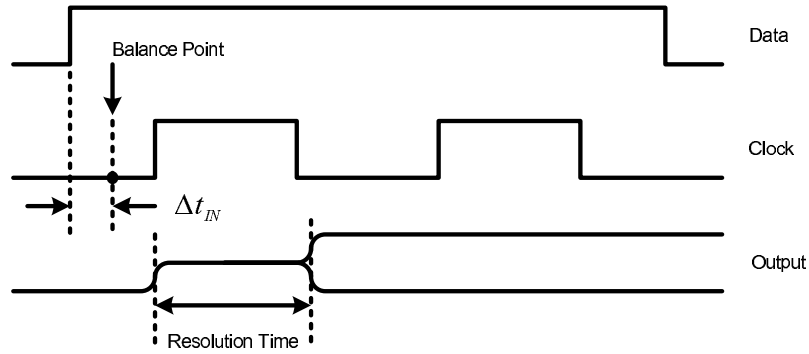 Data
Balance Point
Clock
Δt_IN
Output
Resolution Time